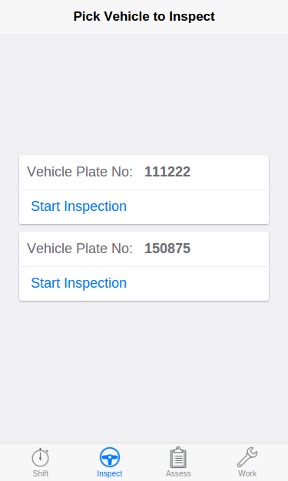 Pick Vehicle to Inspect
Vehicle Plate No: 111222
Start Inspection
Vehicle Plate No: 150875
Start Inspection
Shift Inspect Assess Work